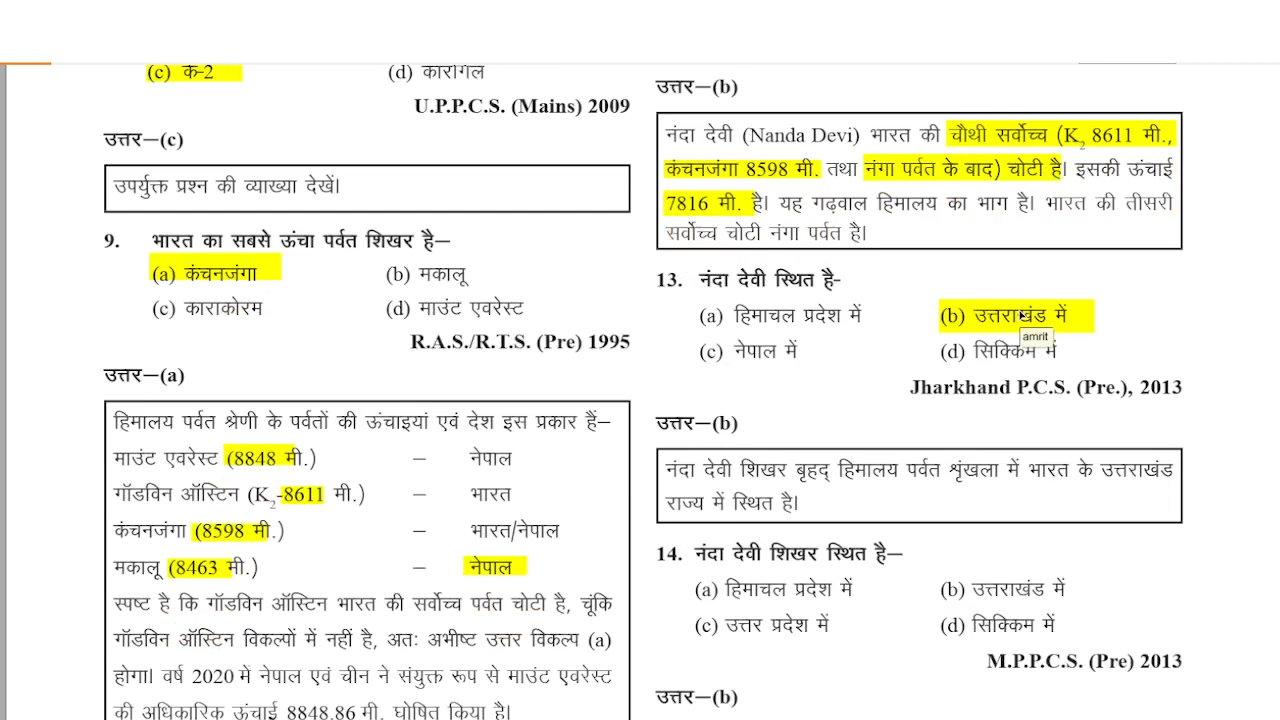 (c) के-2
(d) कारगिल
U.P.P.C.S. (Mains) 2009
उत्तर—(c)
उपर्युक्त प्रश्न की व्याख्या देखें।
9. भारत का सबसे ऊंचा पर्वत शिखर है—
(a) कंचनजंगा
(b) मकालू
(c) काराकोरम
(d) माउंट एवरेस्ट
R.A.S./R.T.S. (Pre) 1995
उत्तर—(a)
हिमालय पर्वत श्रेणी के पर्वतों की ऊंचाइयां एवं देश इस प्रकार हैं—
माउंट एवरेस्ट (8848 मी.) – नेपाल
गॉडविन ऑस्टिन (K2-8611 मी.) – भारत
कंचनजंगा (8598 मी.) – भारत/नेपाल
मकालू (8463 मी.) – नेपाल
स्पष्ट है कि गॉडविन ऑस्टिन भारत की सर्वोच्च पर्वत चोटी है, चूंकि
गॉडविन ऑस्टिन विकल्पों में नहीं है, अतः अभीष्ट उत्तर विकल्प (a)
होगा। वर्ष 2020 में नेपाल एवं चीन ने संयुक्त रूप से माउंट एवरेस्ट
की अधिकारिक ऊंचाई 8848.86 मी. घोषित किया है।
उत्तर—(b)
नंदा देवी (Nanda Devi) भारत की चौथी सर्वोच्च (K2 8611 मी.,
कंचनजंगा 8598 मी. तथा नंगा पर्वत के बाद) चोटी है। इसकी ऊंचाई
7816 मी. है। यह गढ़वाल हिमालय का भाग है। भारत की तीसरी
सर्वोच्च चोटी नंगा पर्वत है।
13. नंदा देवी स्थित है-
(a) हिमाचल प्रदेश में
(b) उत्तराखंड में
amrit
(c) नेपाल में
(d) सिक्किम में
Jharkhand P.C.S. (Pre.), 2013
उत्तर—(b)
नंदा देवी शिखर बृहद् हिमालय पर्वत शृंखला में भारत के उत्तराखंड
राज्य में स्थित है।
14. नंदा देवी शिखर स्थित है—
(a) हिमाचल प्रदेश में
(b) उत्तराखंड में
(c) उत्तर प्रदेश में
(d) सिक्किम में
M.P.P.C.S. (Pre) 2013
उत्तर—(b)